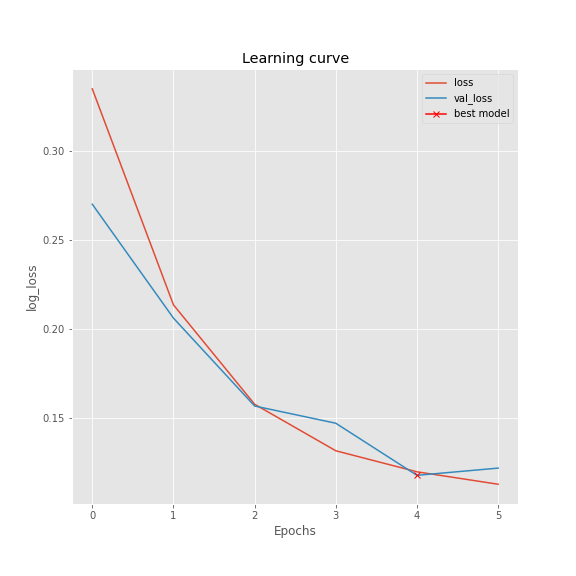 Learning curve
loss
val_loss
best model
0.30
0.25
0.20
0.15
log_loss
0 1 2 3 4 5
Epochs